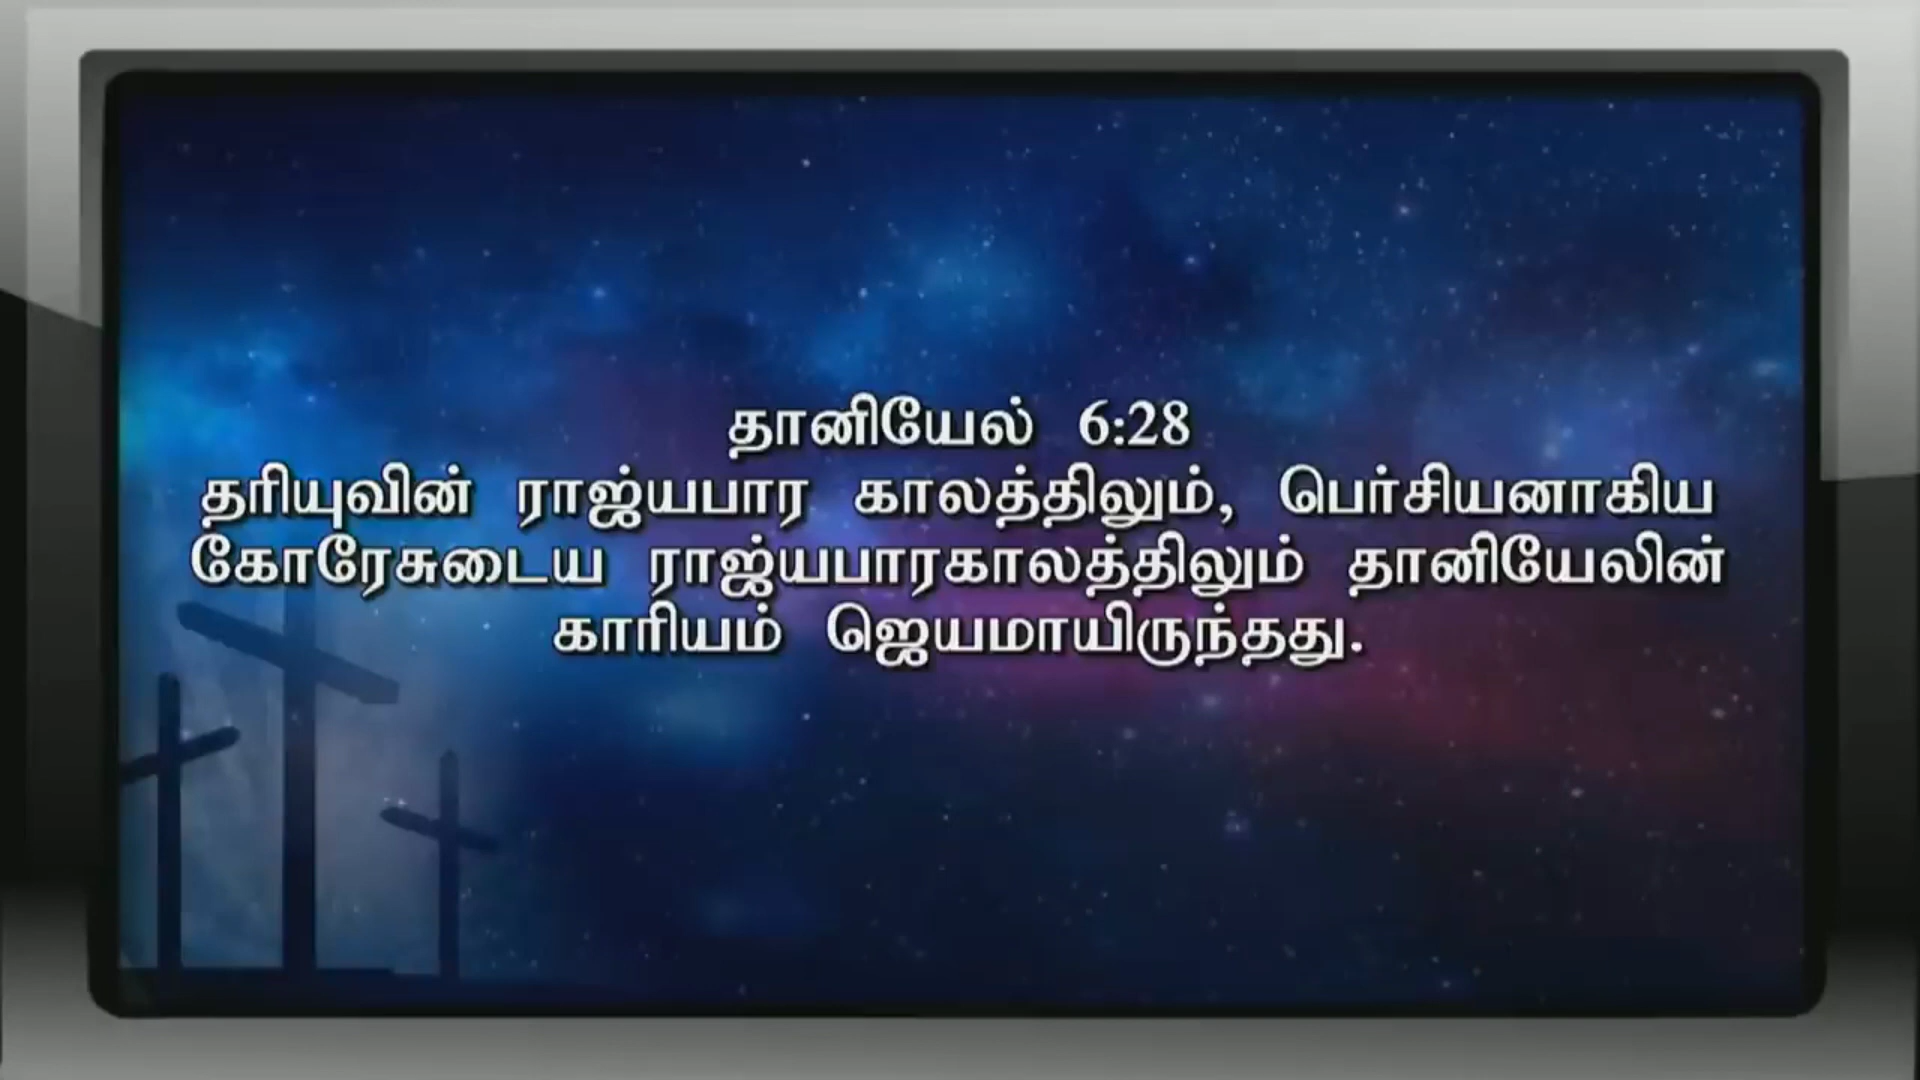 தானியேல் 6:28
தரியுவின் ராஜ்யபார காலத்திலும், பெர்சியனாகிய
கோரேசுடைய ராஜ்யபாரகாலத்திலும் தானியேலின்
காரியம் ஜெயமாயிருந்தது.